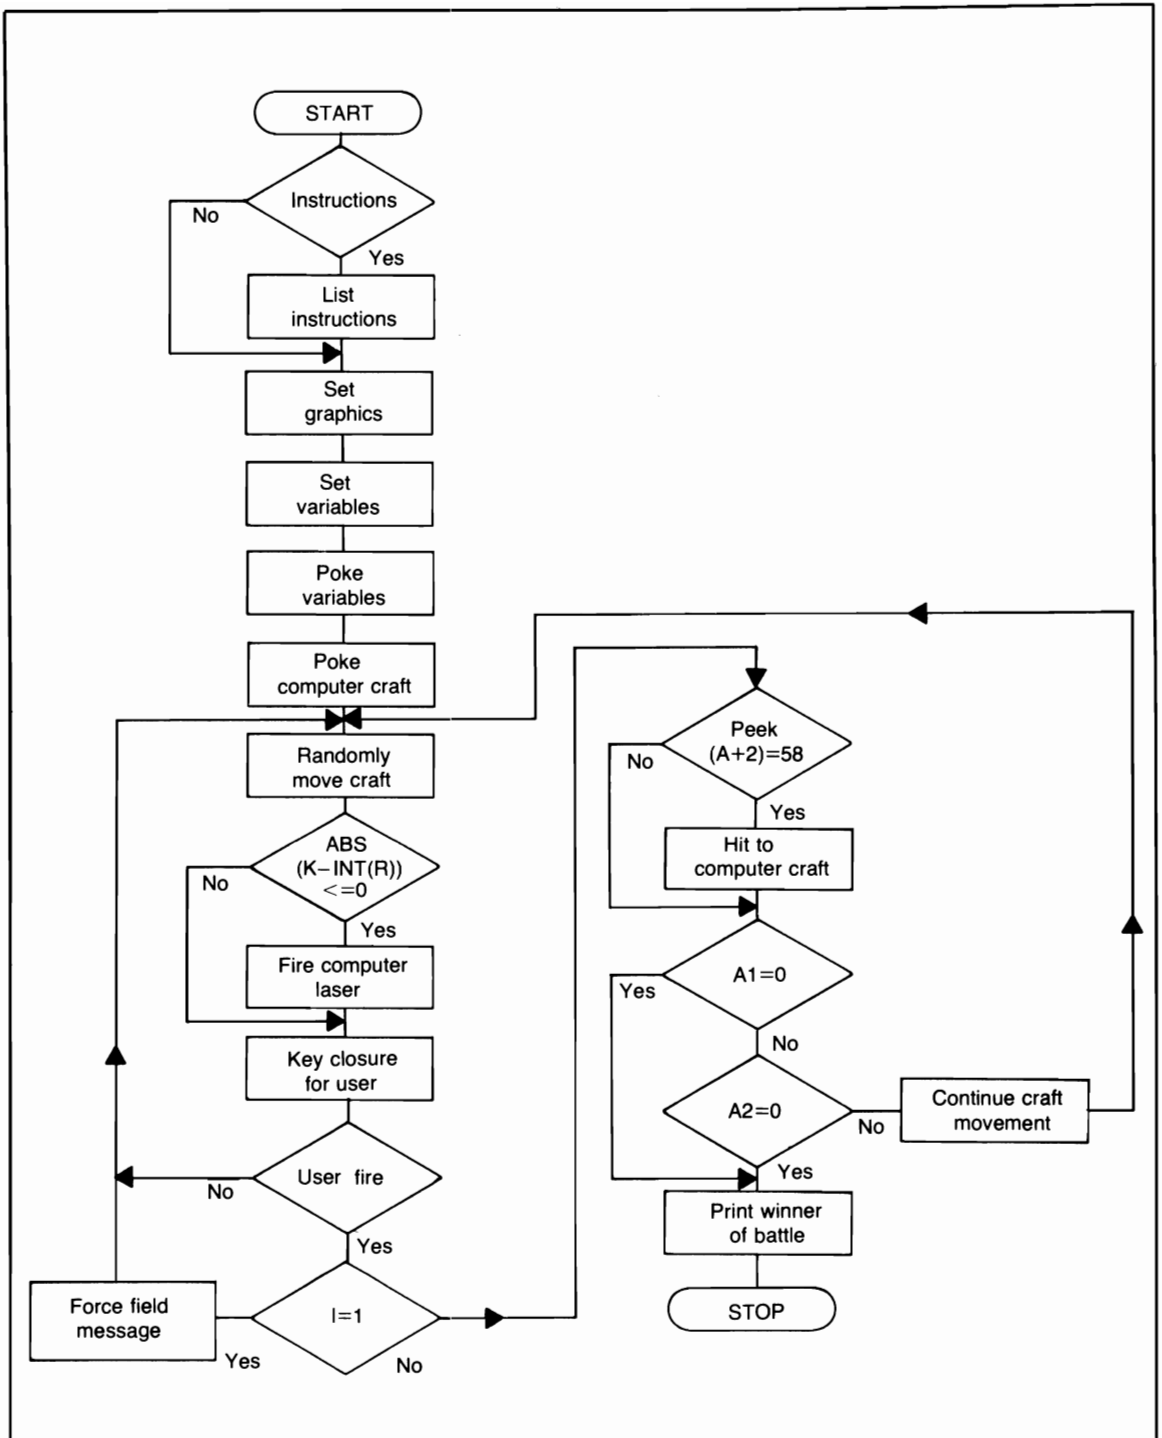 START
Instructions
No
Yes
List
instructions
Set
graphics
Set
variables
Poke
variables
Poke
computer craft
Randomly
move craft
ABS
(K–INT(R))
<=0
No
Yes
Fire computer
laser
Key closure
for user
User fire
No
Yes
I=1
Force field
message
Yes
No
Peek
(A+2)=58
No
Yes
Hit to
computer craft
A1=0
Yes
No
A2=0
No
Continue craft
movement
Yes
Print winner
of battle
STOP